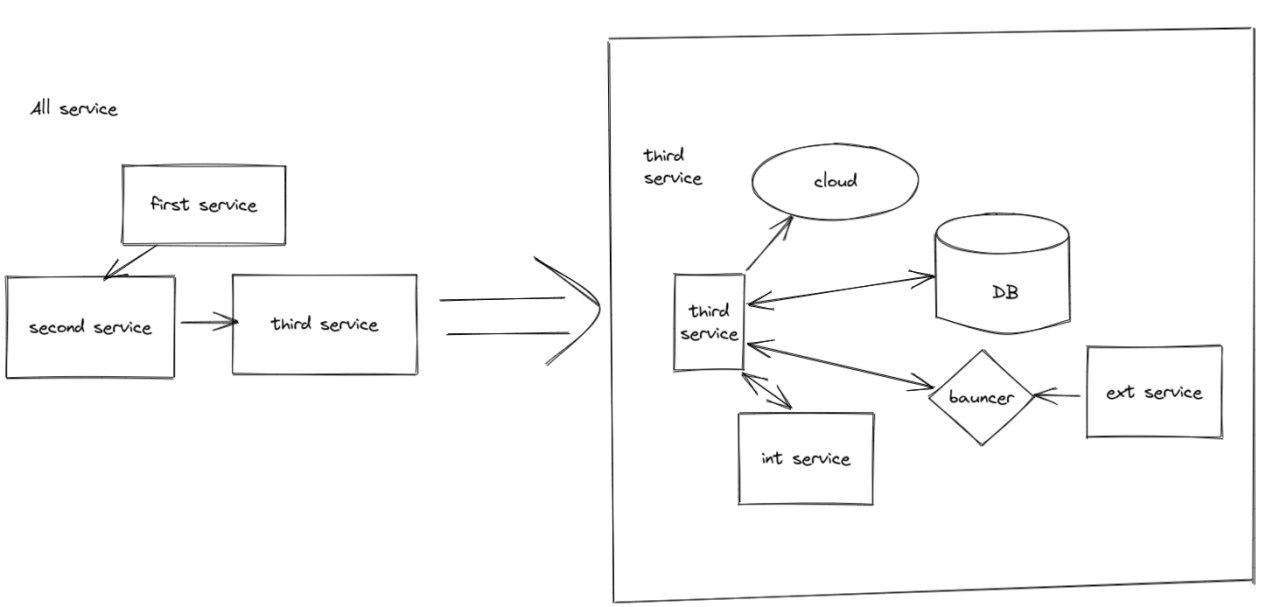 All service
first service
second service
third service
third
service
cloud
DB
third
service
bauncer
ext service
int service